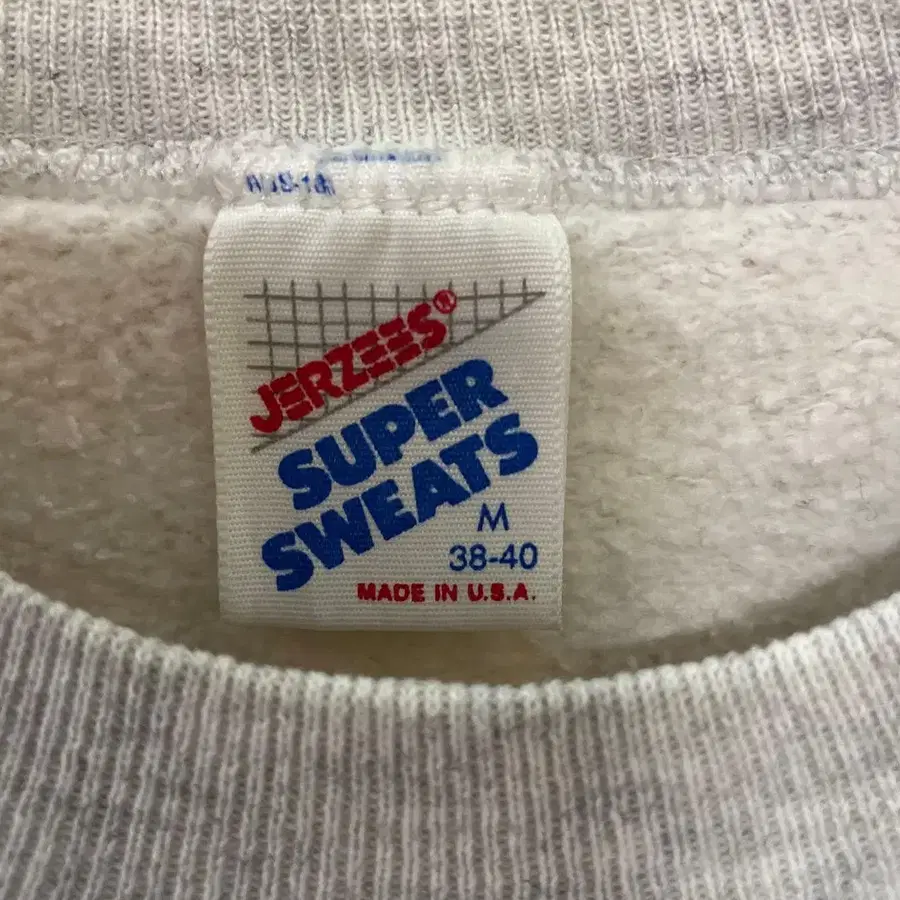 JERZEES®
SUPER
SWEATS
M
38-40
MADE IN U.S.A.